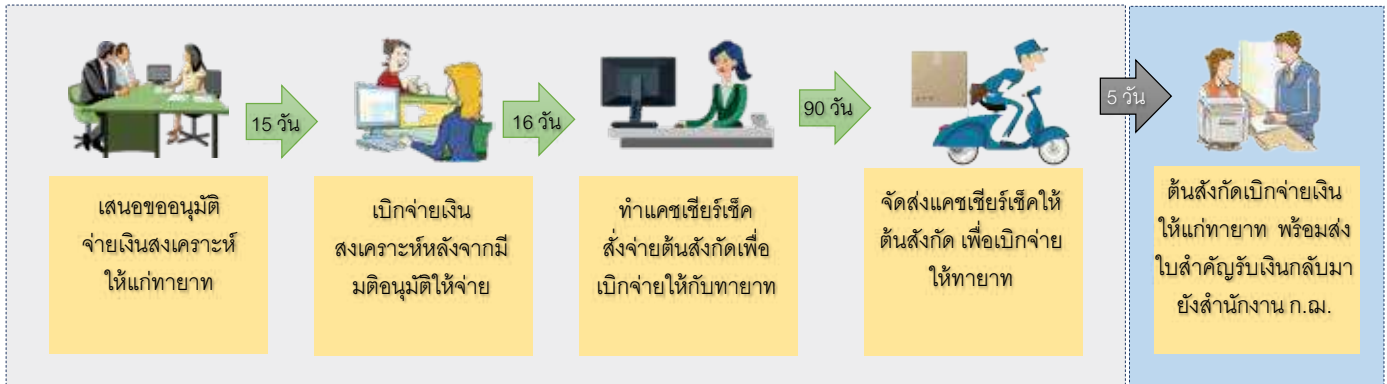 เสนอขออนุมัติ
จ่ายเงินสงเคราะห์
ให้แก่ทายาท
15 วัน
เบิกจ่ายเงิน
สงเคราะห์หลังจากมี
มติอนุมัติให้จ่าย
16 วัน
ทำแคชเชียร์เช็ค
สั่งจ่ายต้นสังกัดเพื่อ
เบิกจ่ายให้กับทายาท
90 วัน
จัดส่งแคชเชียร์เช็คให้
ต้นสังกัด เพื่อเบิกจ่าย
ให้ทายาท
5 วัน
ต้นสังกัดเบิกจ่ายเงิน
ให้แก่ทายาท พร้อมส่ง
ใบสำคัญรับเงินกลับมา
ยังสำนักงาน ก.ฌ.